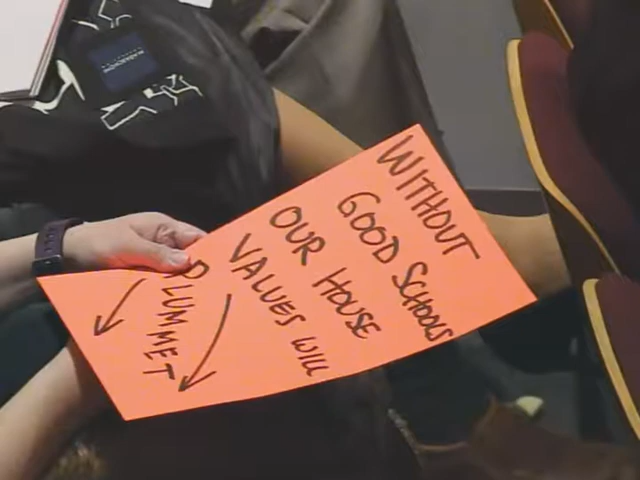 WITHOUT
GOOD SCHOOLS
OUR HOUSE
VALUES WILL
PLUMMET